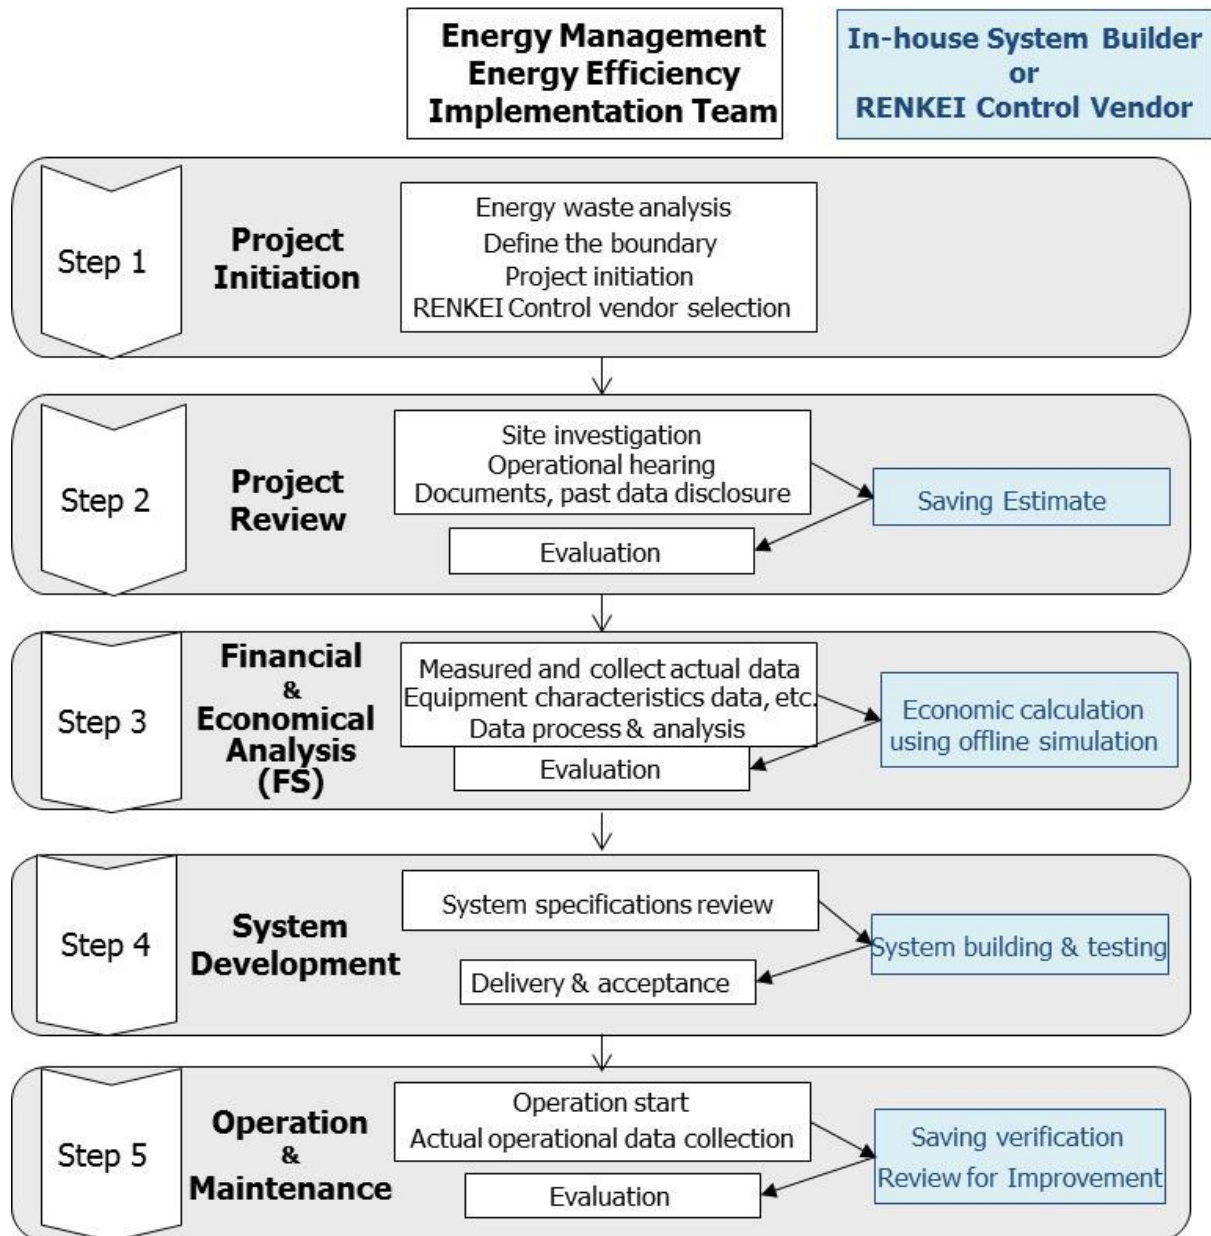 Energy Management
Energy Efficiency
Implementation Team
In-house System Builder
or
RENKEI Control Vendor
Step 1
Project
Initiation
Energy waste analysis
Define the boundary
Project initiation
RENKEI Control vendor selection
Step 2
Project
Review
Site investigation
Operational hearing
Documents, past data disclosure
Saving Estimate
Evaluation
Step 3
Financial
&
Economical
Analysis
(FS)
Measured and collect actual data
Equipment characteristics data, etc.
Data process & analysis
Economic calculation
using offline simulation
Evaluation
Step 4
System
Development
System specifications review
System building & testing
Delivery & acceptance
Step 5
Operation
&
Maintenance
Operation start
Actual operational data collection
Saving verification
Review for Improvement
Evaluation